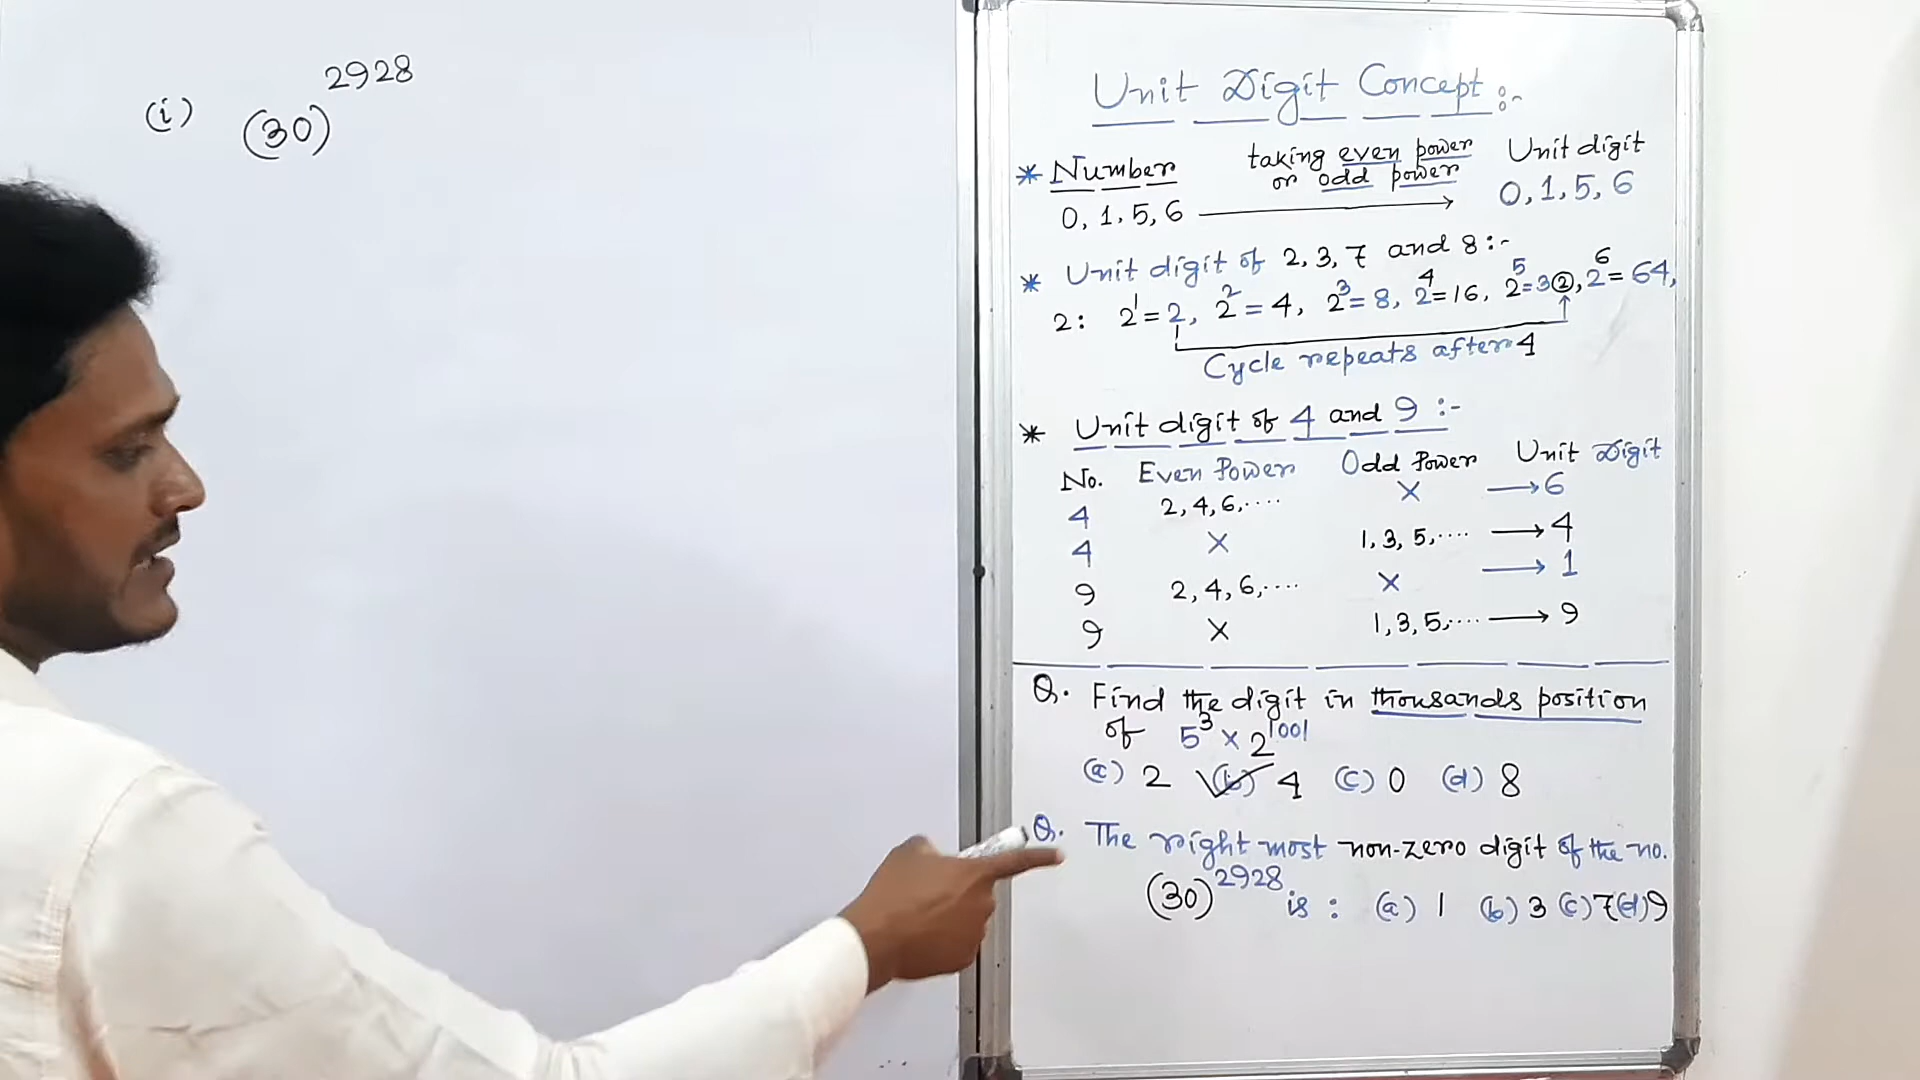 (i) (30)^2928
Unit Digit Concept :-
* Number taking even power or odd power Unit digit
0, 1, 5, 6 ⟶ 0, 1, 5, 6
* Unit digit of 2, 3, 7 and 8 :-
2 : 2^1 = 2, 2^2 = 4, 2^3 = 8, 2^4 = 16, 2^5 = 3②, 2^6 = 64,
Cycle repeats after 4
* Unit digit of 4 and 9 :-
No. Even Power Odd Power Unit Digit
4 2, 4, 6, .... × ⟶ 6
4 × 1, 3, 5, .... ⟶ 4
9 2, 4, 6, .... × ⟶ 1
9 × 1, 3, 5, .... ⟶ 9
Q. Find the digit in thousands position
of 5^3 × 2^1001
(a) 2 (b) 4 (c) 0 (d) 8
Q. The right most non-zero digit of the no.
(30)^2928 is : (a) 1 (b) 3 (c) 7 (d) 9